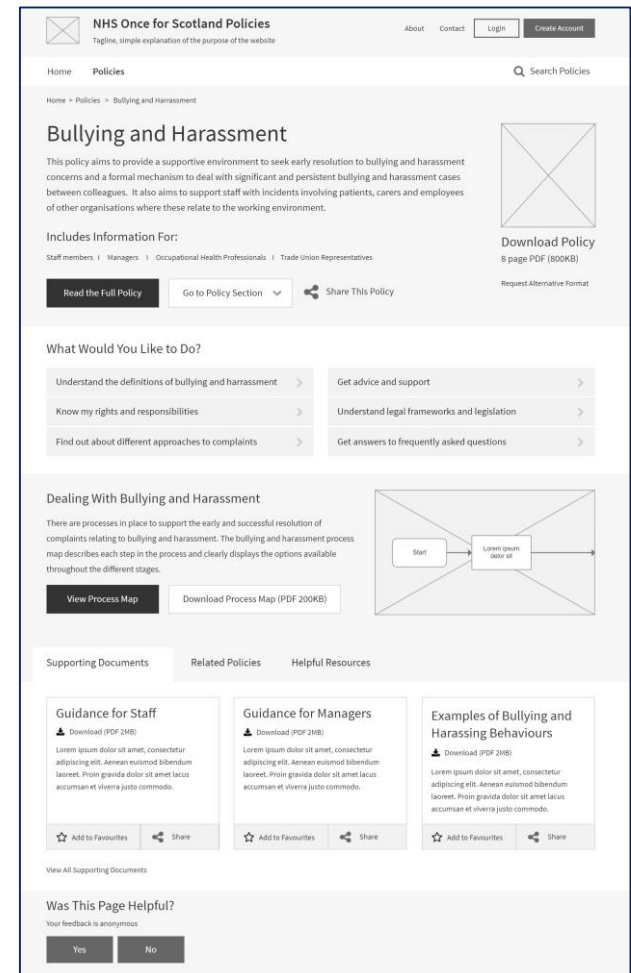 NHS Once for Scotland Policies
Tagline, simple explanation of the purpose of the website
About Contact Login Create Account
Home Policies Search Policies
Home > Policies > Bullying and Harrassment
Bullying and Harassment
This policy aims to provide a supportive environment to seek early resolution to bullying and harassment
concerns and a formal mechanism to deal with significant and persistent bullying and harassment cases
between colleagues. It also aims to support staff with incidents involving patients, carers and employees
of other organisations where these relate to the working environment.
Includes Information For:
Staff members I Managers I Occupational Health Professionals I Trade Union Representatives
Read the Full Policy Go to Policy Section Share This Policy
Download Policy
8 page PDF (800KB)
Request Alternative Format
What Would You Like to Do?
Understand the definitions of bullying and harrassment Get advice and support
Know my rights and responsibilities Understand legal frameworks and legislation
Find out about different approaches to complaints Get answers to frequently asked questions
Dealing With Bullying and Harassment
There are processes in place to support the early and successful resolution of
complaints relating to bullying and harassment. The bullying and harassment process
map describes each step in the process and clearly displays the options available
throughout the different stages.
View Process Map Download Process Map (PDF 200KB)
Start
Lorem ipsum
delor sit
Supporting Documents Related Policies Helpful Resources
Guidance for Staff
Download (PDF 2MB)
Lorem ipsum dolor sit amet, consectetur
adipiscing elit. Aenean euismod bibendum
laoreet. Proin gravida dolor sit amet lacus
accumsan et viverra justo commodo.
Add to Favourites Share
Guidance for Managers
Download (PDF 2MB)
Lorem ipsum dolor sit amet, consectetur
adipiscing elit. Aenean euismod bibendum
laoreet. Proin gravida dolor sit amet lacus
accumsan et viverra justo commodo.
Add to Favourites Share
Examples of Bullying and
Harassing Behaviours
Download (PDF 2MB)
Lorem ipsum dolor sit amet, consectetur
adipiscing elit. Aenean euismod bibendum
laoreet. Proin gravida dolor sit amet lacus
accumsan et viverra justo commodo.
Add to Favourites Share
View All Supporting Documents
Was This Page Helpful?
Your feedback is anonymous
Yes No